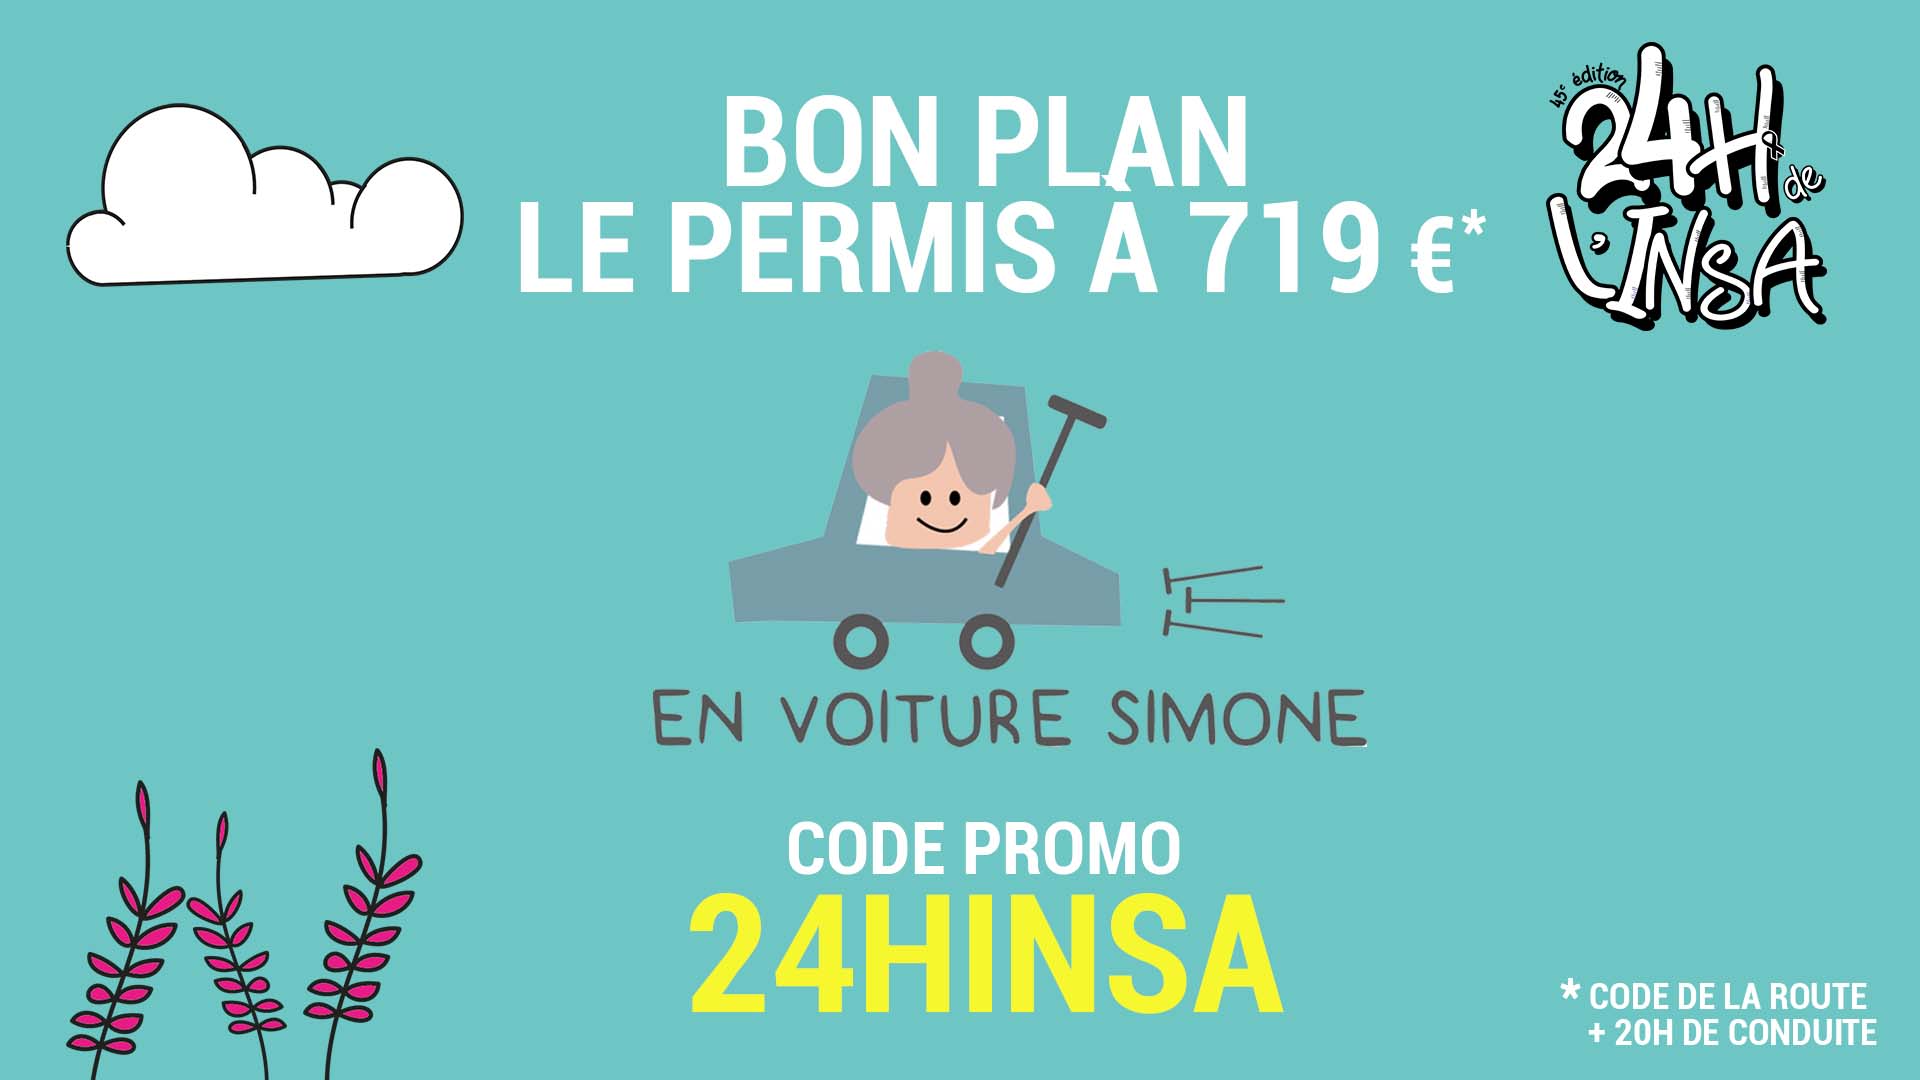 BON PLAN
LE PERMIS À 719 €*
45e édition
24H de
L'INSA
EN VOITURE SIMONE
CODE PROMO
24HINSA
* CODE DE LA ROUTE
+ 20H DE CONDUITE